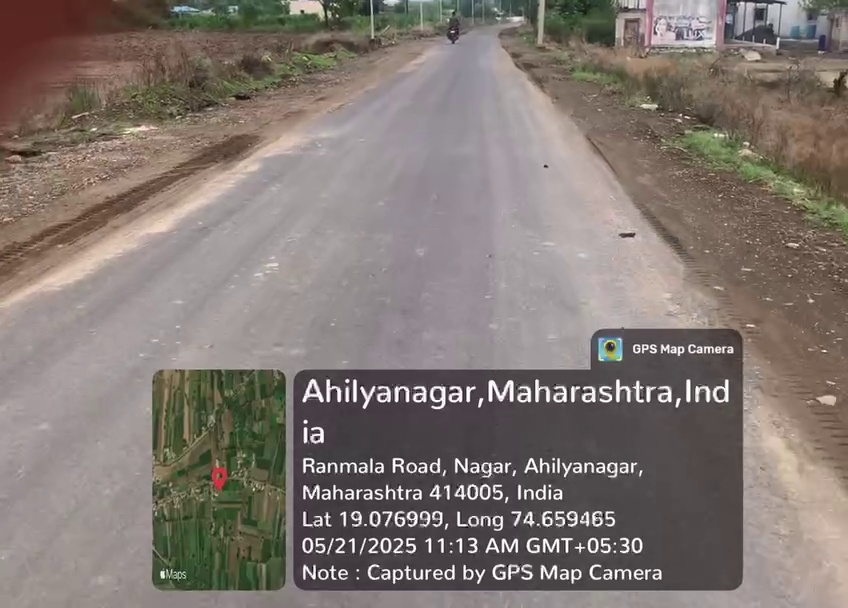 LUX
GPS Map Camera
Ahilyanagar,Maharashtra,Ind
ia
Ranmala Road, Nagar, Ahilyanagar,
Maharashtra 414005, India
Lat 19.076999, Long 74.659465
05/21/2025 11:13 AM GMT+05:30
Note : Captured by GPS Map Camera
Maps